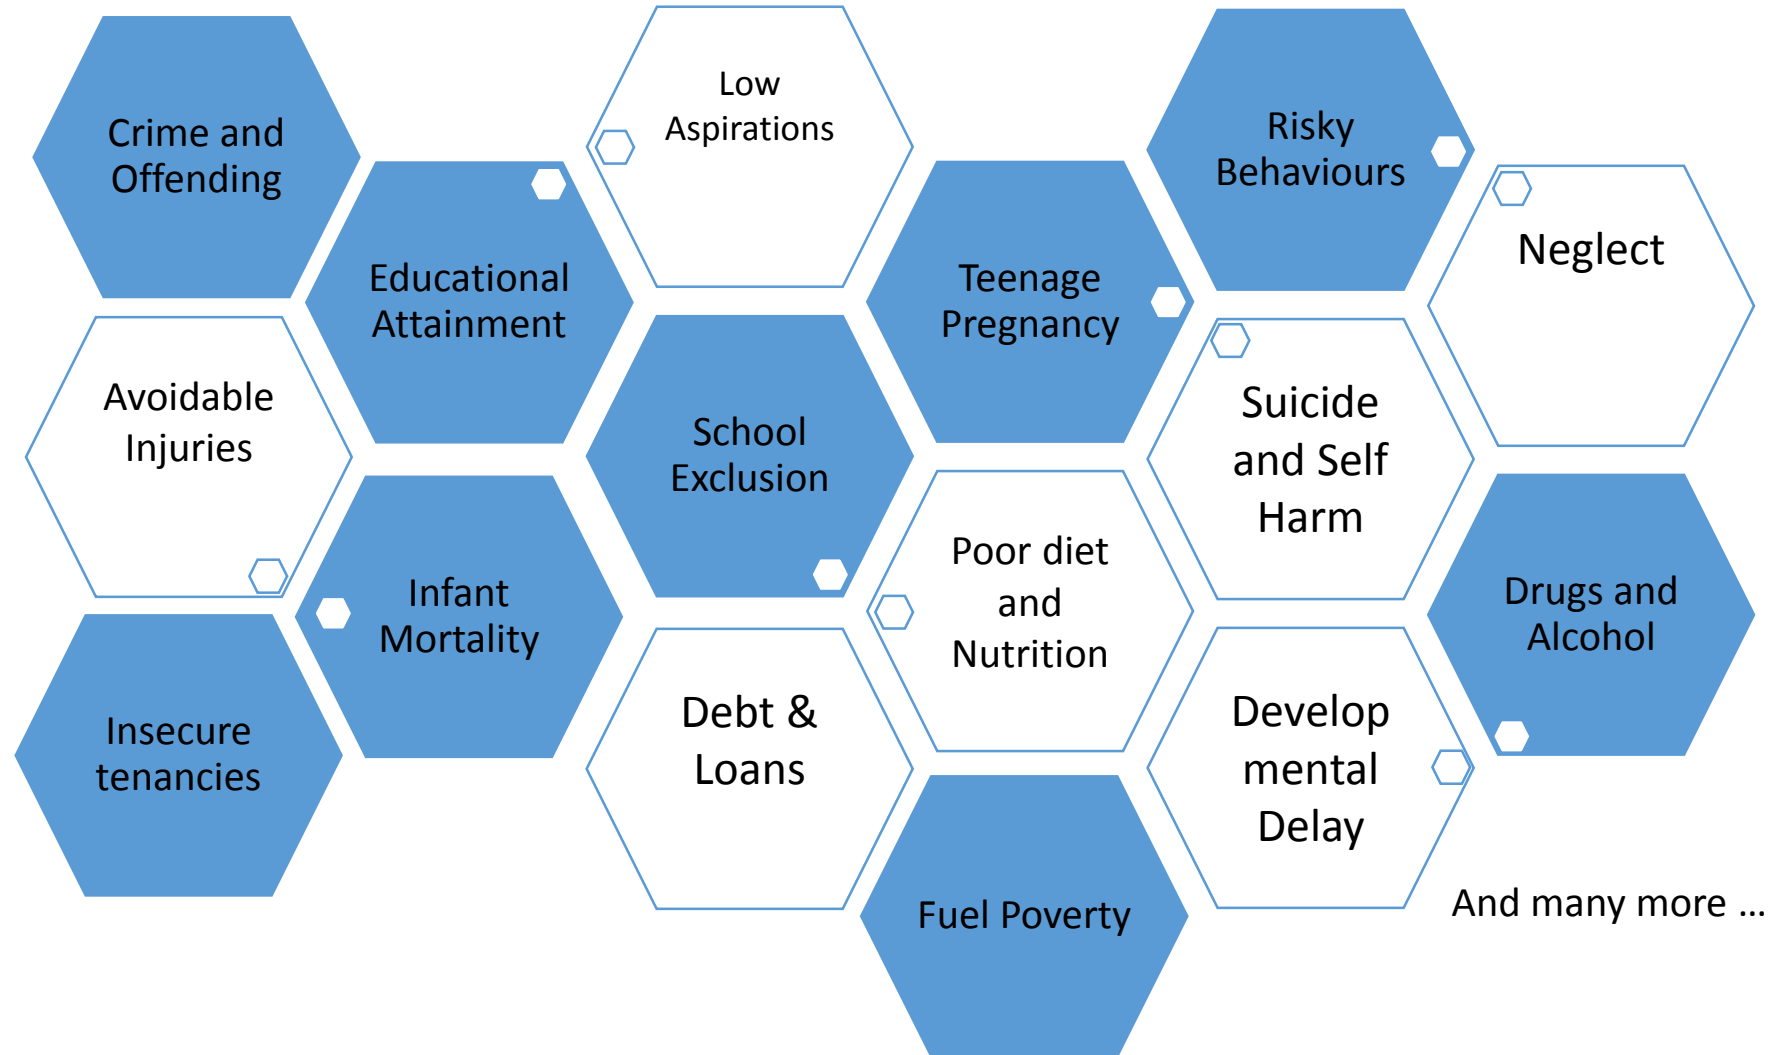 Crime and
Offending
Low
Aspirations
Risky
Behaviours
Educational
Attainment
Teenage
Pregnancy
Neglect
Avoidable
Injuries
School
Exclusion
Suicide
and Self
Harm
Infant
Mortality
Poor diet
and
Nutrition
Drugs and
Alcohol
Insecure
tenancies
Debt &
Loans
Develop
mental
Delay
Fuel Poverty
And many more ...